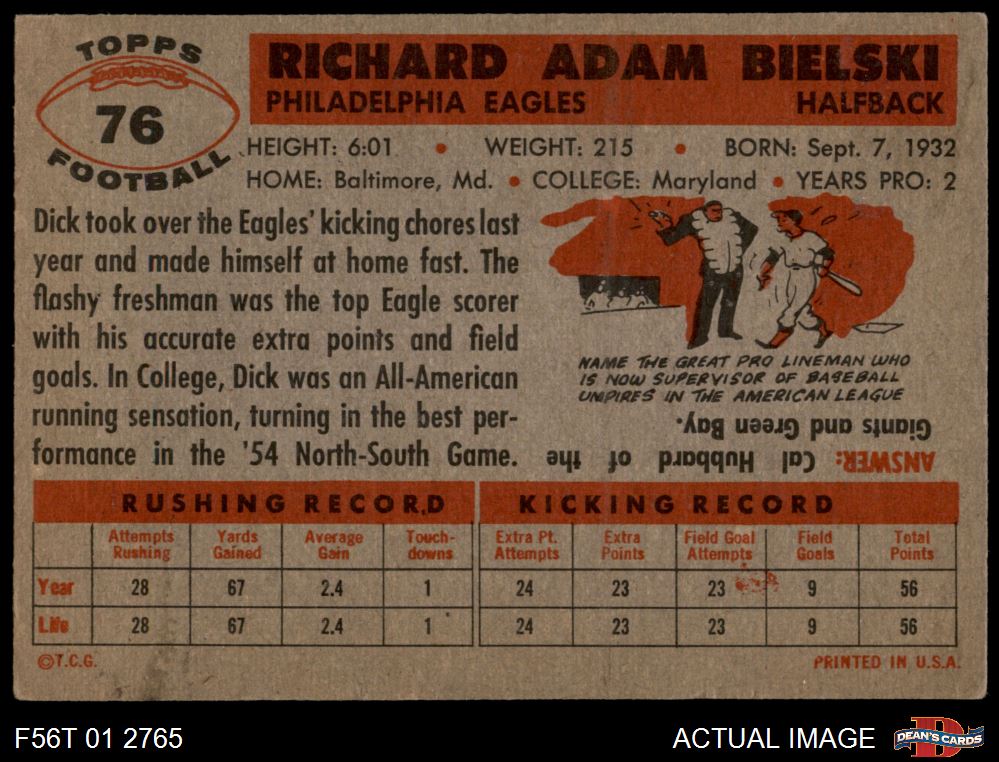 TOPPS
76
FOOTBALL
RICHARD ADAM BIELSKI
PHILADELPHIA EAGLES HALFBACK
HEIGHT: 6:01 • WEIGHT: 215 • BORN: Sept. 7, 1932
HOME: Baltimore, Md. • COLLEGE: Maryland • YEARS PRO: 2
Dick took over the Eagles' kicking chores last
year and made himself at home fast. The
flashy freshman was the top Eagle scorer
with his accurate extra points and field
goals. In College, Dick was an All-American
running sensation, turning in the best per-
formance in the '54 North-South Game.
NAME THE GREAT PRO LINEMAN WHO
IS NOW SUPERVISOR OF BASEBALL
UMPIRES IN THE AMERICAN LEAGUE
ANSWER: Cal Hubbard of the
Giants and Green Bay.
RUSHING RECORD
Attempts Rushing Yards Gained Average Gain Touch-downs
Year 28 67 2.4 1
Life 28 67 2.4 1
KICKING RECORD
Extra Pt. Attempts Extra Points Field Goal Attempts Field Goals Total Points
24 23 23 9 56
24 23 23 9 56
©T.C.G. PRINTED IN U.S.A.
F56T 01 2765 ACTUAL IMAGE
DEAN'S CARDS